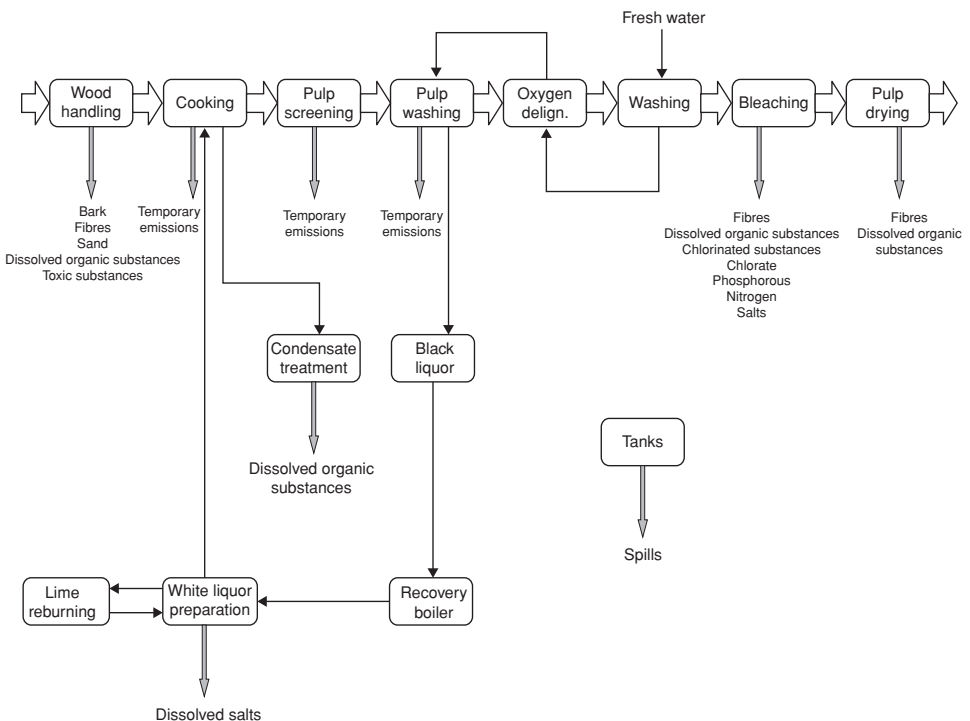 Fresh water
Wood
handling
Cooking
Pulp
screening
Pulp
washing
Oxygen
delign.
Washing
Bleaching
Pulp
drying
Bark
Fibres
Sand
Dissolved organic substances
Toxic substances
Temporary
emissions
Temporary
emissions
Temporary
emissions
Fibres
Dissolved organic substances
Chlorinated substances
Chlorate
Phosphorous
Nitrogen
Salts
Fibres
Dissolved organic
substances
Condensate
treatment
Black
liquor
Dissolved organic
substances
Tanks
Spills
Lime
reburning
White liquor
preparation
Recovery
boiler
Dissolved salts